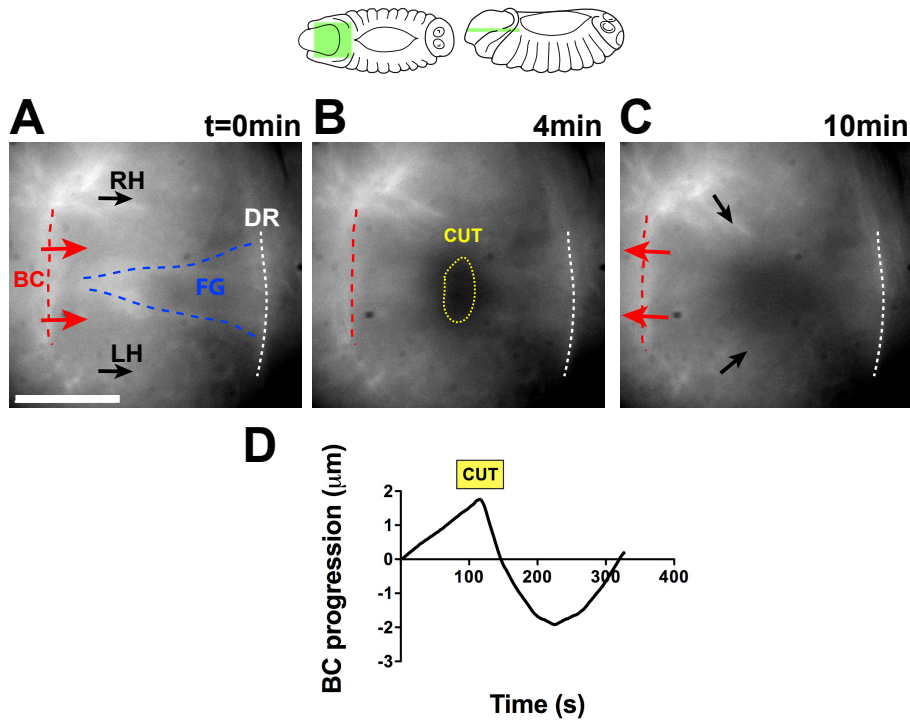 A t=0min B 4min C 10min
RH
DR
CUT
BC FG
LH
D
CUT
BC progression (µm)
2
1
0
-1
-2
-3
100 200 300 400
Time (s)